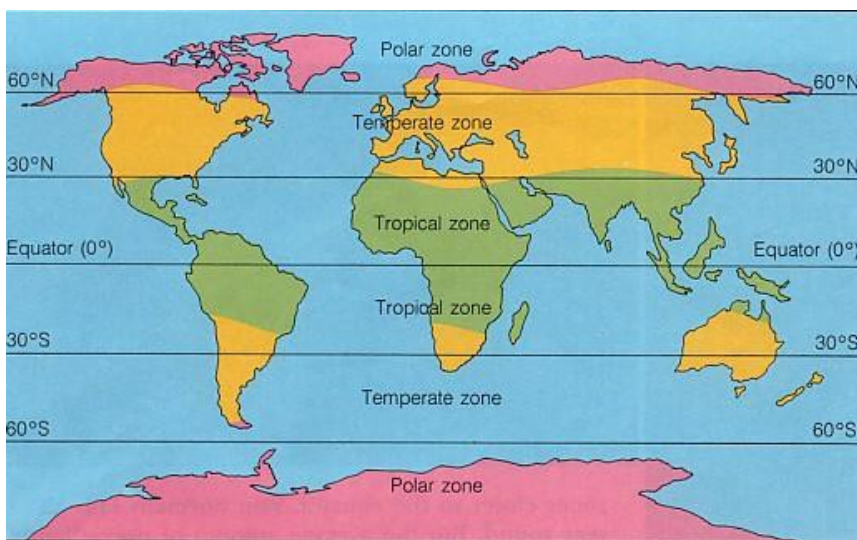 Polar zone
60°N
60°N
Temperate zone
30°N
30°N
Tropical zone
Equator (0°)
Equator (0°)
Tropical zone
30°S
30°S
Temperate zone
60°S
60°S
Polar zone